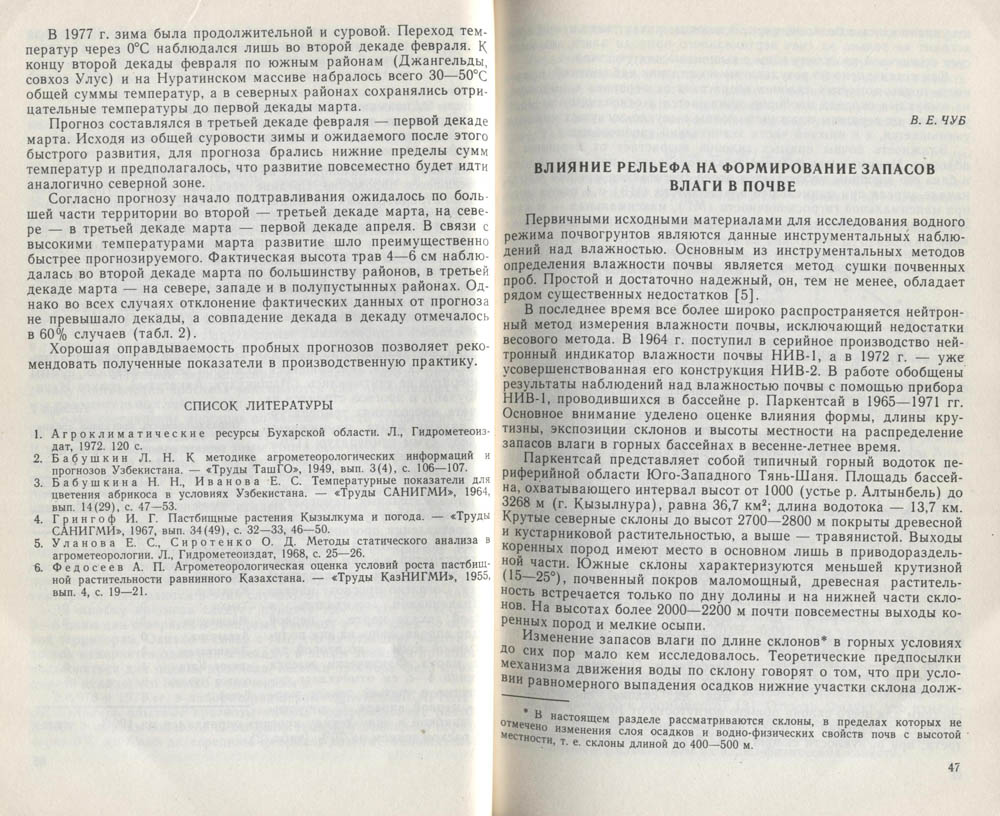 В 1977 г. зима была продолжительной и суровой. Переход тем-
ператур через 0°С наблюдался лишь во второй декаде февраля. К
концу второй декады февраля по южным районам (Джангельды,
совхоз Улус) и на Нуратинском массиве набралось всего 30—50°С
общей суммы температур, а в северных районах сохранялись отри-
цательные температуры до первой декады марта.
Прогноз составлялся в третьей декаде февраля — первой декаде
марта. Исходя из общей суровости зимы и ожидаемого после этого
быстрого развития, для прогноза брались нижние пределы сумм
температур и предполагалось, что развитие повсеместно будет идти
аналогично северной зоне.
Согласно прогнозу начало подтравливания ожидалось по боль-
шей части территории во второй — третьей декаде марта, на севе-
ре — в третьей декаде марта — первой декаде апреля. В связи с
высокими температурами марта развитие шло преимущественно
быстрее прогнозируемого. Фактическая высота трав 4—6 см наблю-
далась во второй декаде марта по большинству районов, в третьей
декаде марта — на севере, западе и в полупустынных районах. Од-
нако во всех случаях отклонение фактических данных от прогноза
не превышало декады, а совпадение декада в декаду отмечалось
в 60% случаев (табл. 2).
Хорошая оправдываемость пробных прогнозов позволяет реко-
мендовать полученные показатели в производственную практику.
СПИСОК ЛИТЕРАТУРЫ
1. Агроклиматические ресурсы Бухарской области. Л., Гидрометеоиз-
дат, 1972. 120 с.
2. Бабушкин Л. Н. К методике агрометеорологических информаций и
прогнозов Узбекистана. — «Труды ТашГО», 1949, вып. 3(4), с. 106—107.
3. Бабушкина Н. Н., Иванова Е. С. Температурные показатели для
цветения абрикоса в условиях Узбекистана. — «Труды САНИГМИ», 1964,
вып. 14(29), с. 47—53.
4. Грингоф И. Г. Пастбищные растения Кызылкума и погода. — «Труды
САНИГМИ», 1967, вып. 34(49), с. 32—33, 46—50.
5. Уланова Е. С., Сиротенко О. Д. Методы статического анализа в
агрометеорологии. Л., Гидрометеоиздат, 1968, с. 25—26.
6. Федосеев А. П. Агрометеорологическая оценка условий роста пастбищ-
ной растительности равнинного Казахстана. — «Труды КазНИГМИ», 1955,
вып. 4, с. 19—21.
В. Е. ЧУБ
ВЛИЯНИЕ РЕЛЬЕФА НА ФОРМИРОВАНИЕ ЗАПАСОВ
ВЛАГИ В ПОЧВЕ
Первичными исходными материалами для исследования водного
режима почвогрунтов являются данные инструментальных наблю-
дений над влажностью. Основным из инструментальных методов
определения влажности почвы является метод сушки почвенных
проб. Простой и достаточно надежный, он, тем не менее, обладает
рядом существенных недостатков [5].
В последнее время все более широко распространяется нейтрон-
ный метод измерения влажности почвы, исключающий недостатки
весового метода. В 1964 г. поступил в серийное производство ней-
тронный индикатор влажности почвы НИВ-1, а в 1972 г. — уже
усовершенствованная его конструкция НИВ-2. В работе обобщены
результаты наблюдений над влажностью почвы с помощью прибора
НИВ-1, проводившихся в бассейне р. Паркентсай в 1965—1971 гг.
Основное внимание уделено оценке влияния формы, длины кру-
тизны, экспозиции склонов и высоты местности на распределение
запасов влаги в горных бассейнах в весенне-летнее время.
Паркентсай представляет собой типичный горный водоток пе-
риферийной области Юго-Западного Тянь-Шаня. Площадь бассей-
на, охватывающего интервал высот от 1000 (устье р. Алтынбель) до
3268 м (г. Кызылнура), равна 36,7 км²; длина водотока — 13,7 км.
Крутые северные склоны до высот 2700—2800 м покрыты древесной
и кустарниковой растительностью, а выше — травянистой. Выходы
коренных пород имеют место в основном лишь в приводораздель-
ной части. Южные склоны характеризуются меньшей крутизной
(15—25°), почвенный покров маломощный, древесная раститель-
ность встречается только по дну долины и на нижней части скло-
нов. На высотах более 2000—2200 м почти повсеместны выходы ко-
ренных пород и мелкие осыпи.
Изменение запасов влаги по длине склонов* в горных условиях
до сих пор мало кем исследовалось. Теоретические предпосылки
механизма движения воды по склону говорят о том, что при усло-
вии равномерного выпадения осадков нижние участки склона долж-
* В настоящем разделе рассматриваются склоны, в пределах которых не
отмечено изменения слоя осадков и водно-физических свойств почв с высотой
местности, т. е. склоны длиной до 400—500 м.
47